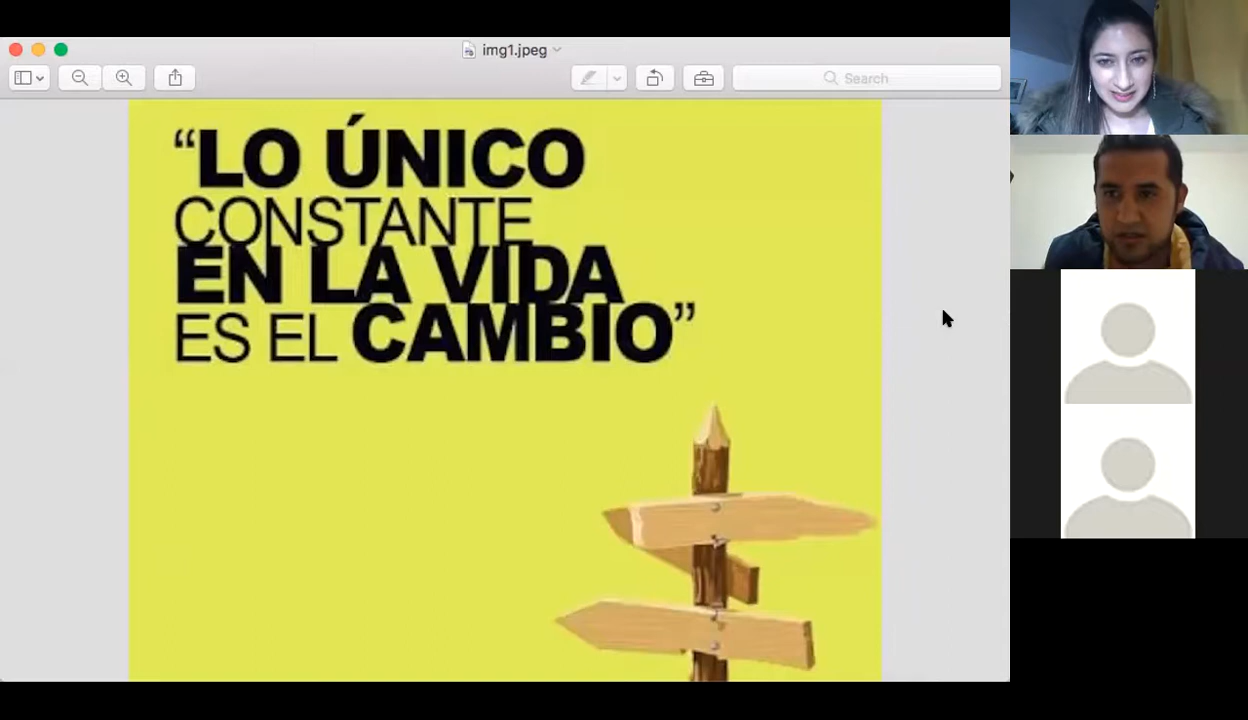 img1.jpeg
Search
“LO ÚNICO
CONSTANTE
EN LA VIDA
ES EL CAMBIO”